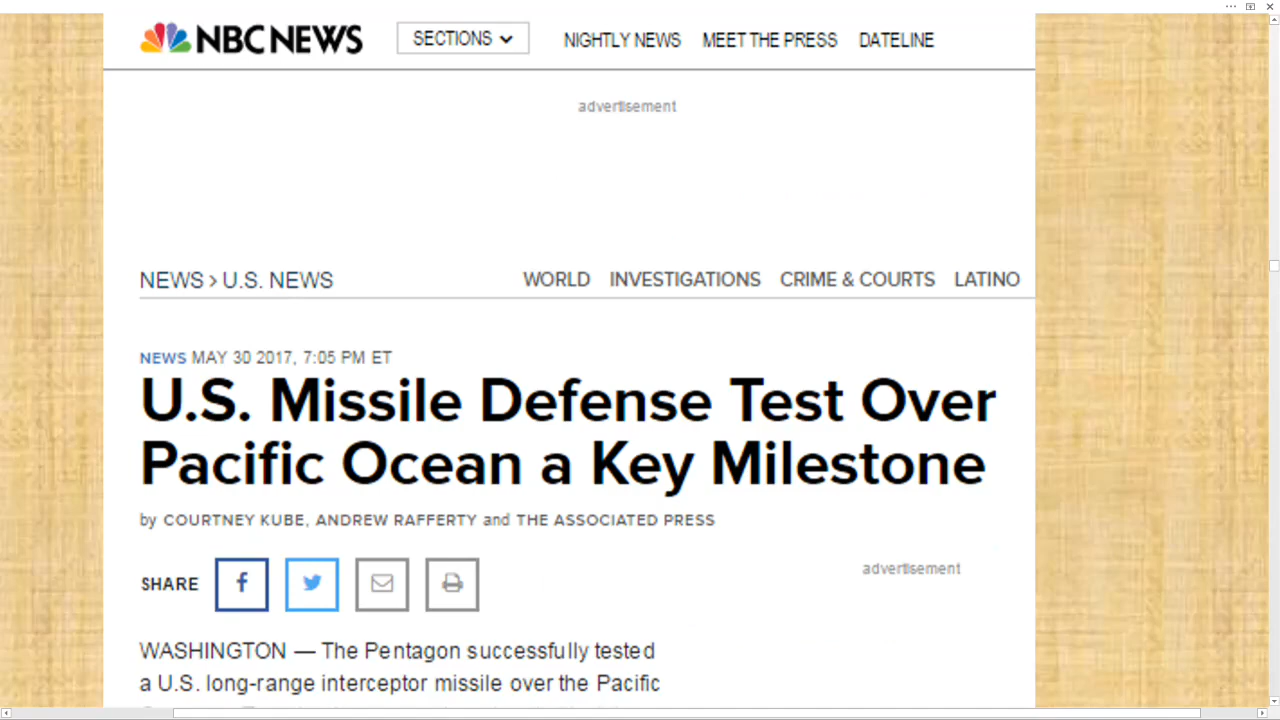 NBC NEWS SECTIONS NIGHTLY NEWS MEET THE PRESS DATELINE
advertisement
NEWS > U.S. NEWS WORLD INVESTIGATIONS CRIME & COURTS LATINO
NEWS MAY 30 2017, 7:05 PM ET
U.S. Missile Defense Test Over
Pacific Ocean a Key Milestone
by COURTNEY KUBE, ANDREW RAFFERTY and THE ASSOCIATED PRESS
advertisement
SHARE f
WASHINGTON — The Pentagon successfully tested
a U.S. long-range interceptor missile over the Pacific